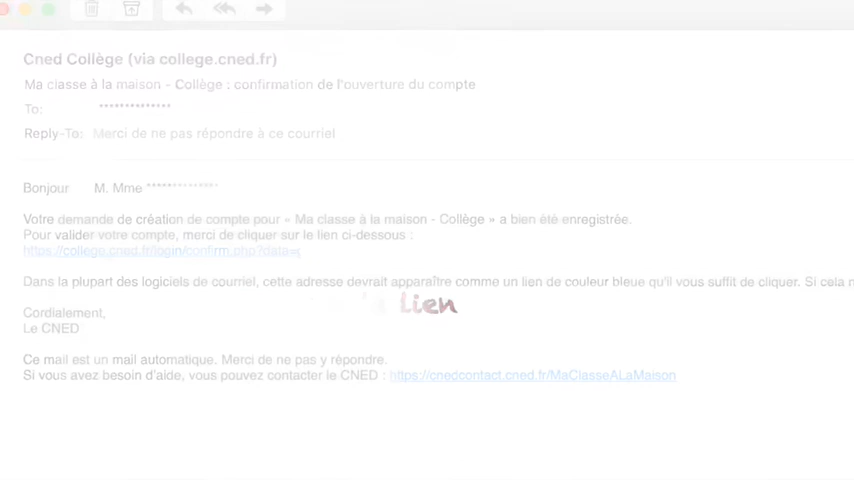 Cned Collège (via college.cned.fr)
Ma classe à la maison - Collège : confirmation de l'ouverture du compte
To: ••••••••••••••
Reply-To: Merci de ne pas répondre à ce courriel
Bonjour M. Mme **************
Votre demande de création de compte pour « Ma classe à la maison - Collège » a bien été enregistrée.
Pour valider votre compte, merci de cliquer sur le lien ci-dessous :
https://college.cned.fr/login/confirm.php?data=
Dans la plupart des logiciels de courriel, cette adresse devrait apparaître comme un lien de couleur bleue qu'il vous suffit de cliquer. Si cela n
Lien
Cordialement,
Le CNED
Ce mail est un mail automatique. Merci de ne pas y répondre.
Si vous avez besoin d'aide, vous pouvez contacter le CNED : https://cnedcontact.cned.fr/MaClasseALaMaison